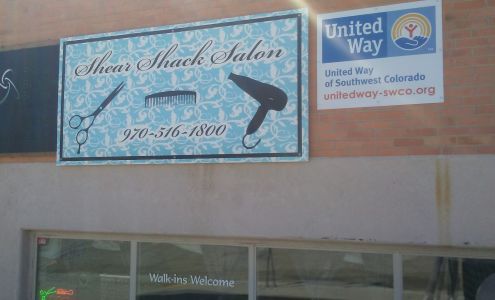 Shear Shack Salon
970-516-1800
United
Way
United Way
of Southwest Colorado
unitedway-swco.org
Walk-ins Welcome